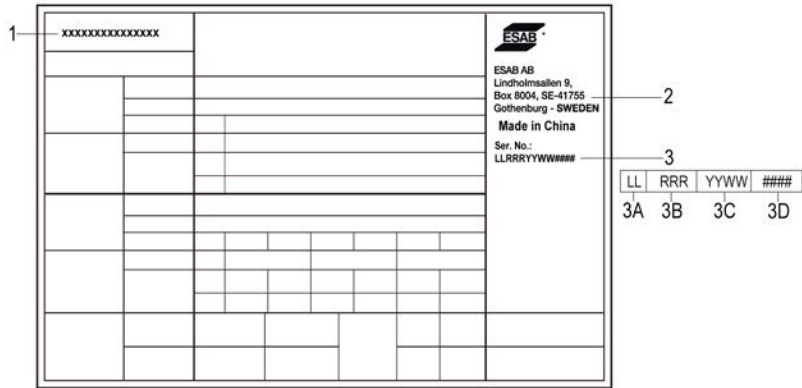 1
xxxxxxxxxxxxxxx
ESAB
ESAB AB
Lindholmsallen 9,
Box 8004, SE-41755
Gothenburg - SWEDEN
2
Made in China
Ser. No.:
LLRRRYYWW####
3
LL RRR YYWW ####
3A 3B 3C 3D